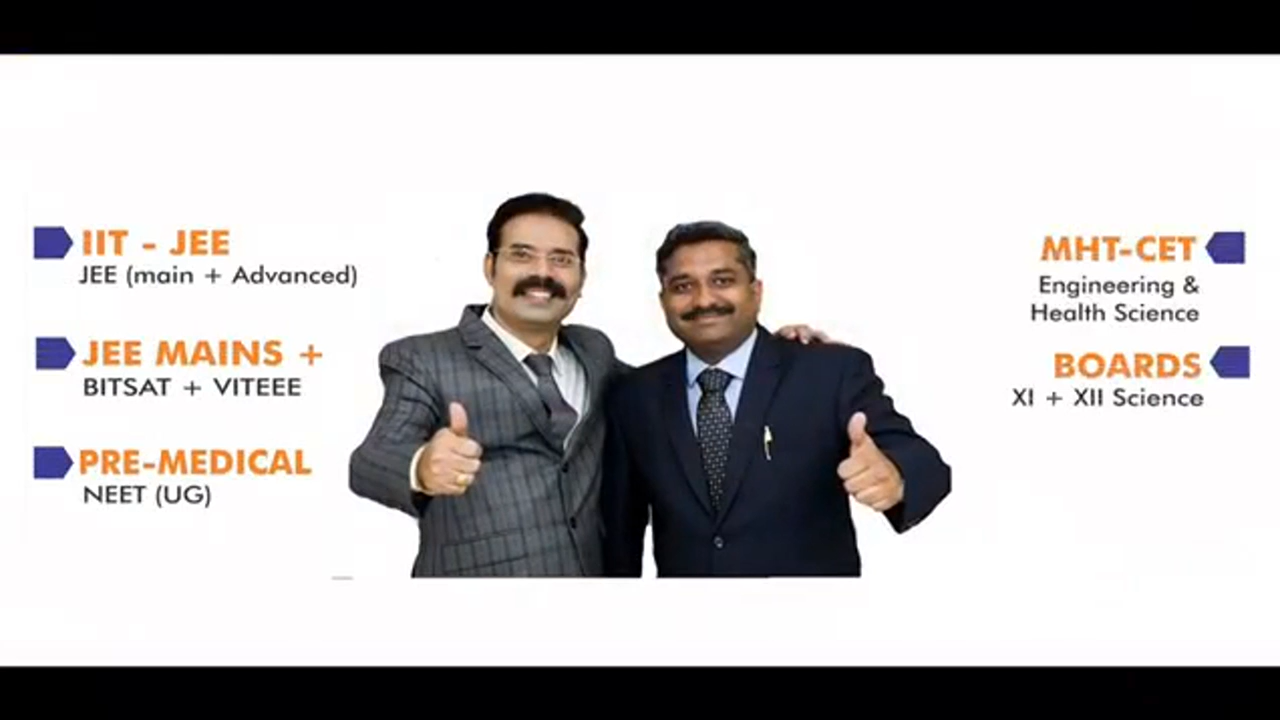 IIT - JEE
JEE (main + Advanced)
JEE MAINS +
BITSAT + VITEEE
PRE-MEDICAL
NEET (UG)
MHT-CET
Engineering &
Health Science
BOARDS
XI + XII Science